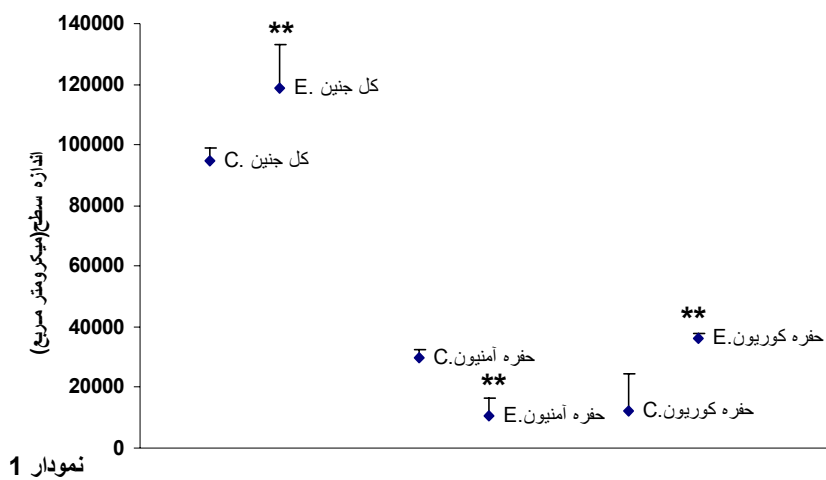 140000
120000
100000
80000
60000
40000
20000
0
اندازه سطح(میکرومتر مربع)
**
E. کل جنین
C. کل جنین
C.حفره آمنیون
**
E.حفره آمنیون
C.حفره کوریون
**
E.حفره کوریون
نمودار 1